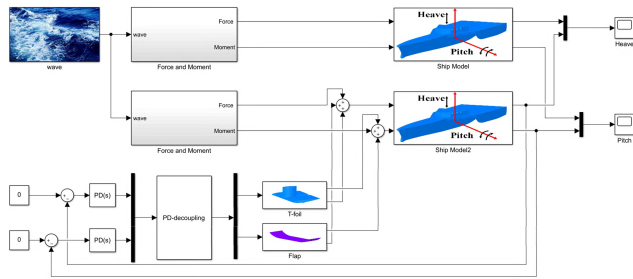 Force
Heave
wave
Moment
Pitch
Heave
wave
Force and Moment
Ship Model
Force
Heave
wave
Moment
Pitch
Pitch
Force and Moment
Ship Model2
0
PD(s)
PD-decoupling
T-foil
0
PD(s)
Flap